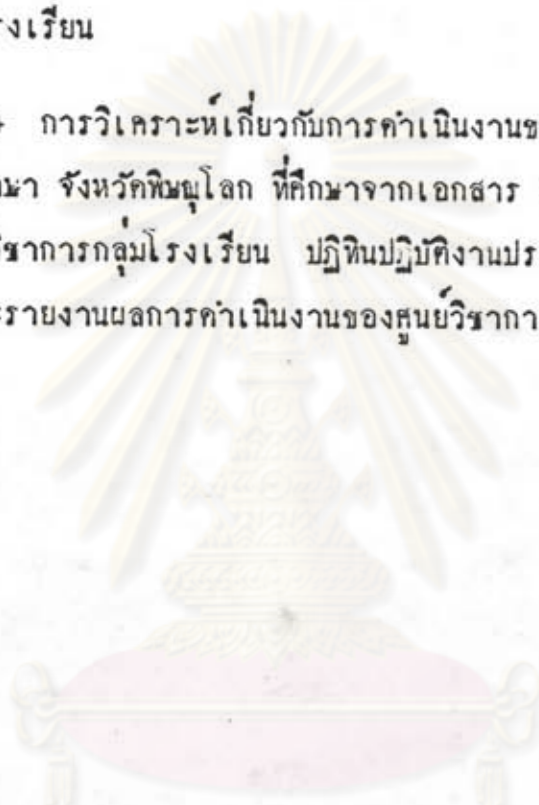 รงเรียน
การวิเคราะห์เกี่ยวกับการดำเนินงานข
ษา จังหวัดพิษณุโลก ที่ศึกษาจากเอกสาร
วิชาการกลุ่มโรงเรียน ปฏิทินปฏิบัติงานปร
ะรายงานผลการดำเนินงานของศูนย์วิชากา